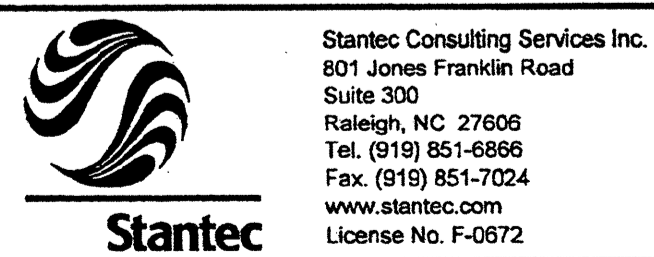 Stantec Consulting Services Inc.
801 Jones Franklin Road
Suite 300
Raleigh, NC 27606
Tel. (919) 851-6866
Fax. (919) 851-7024
www.stantec.com
License No. F-0672
Stantec